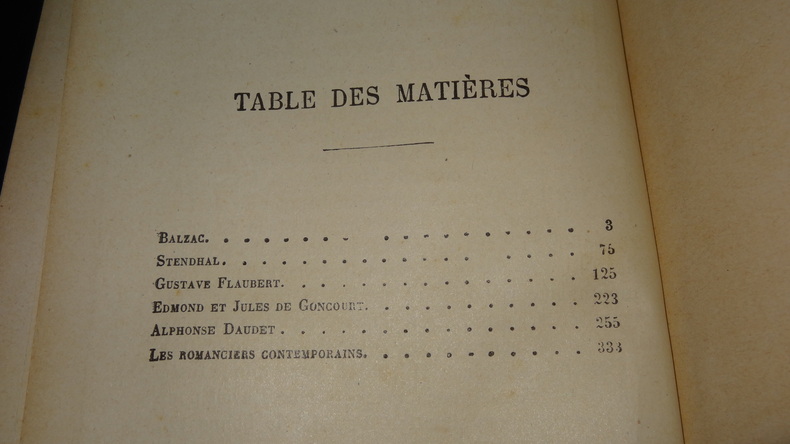 TABLE DES MATIÈRES
BALZAC. . . . . . . . . . . . . . . . 3
STENDHAL. . . . . . . . . . . . . . . 75
GUSTAVE FLAUBERT. . . . . . . . . . . . 125
EDMOND ET JULES DE GONCOURT. . . . . . . . . 223
ALPHONSE DAUDET . . . . . . . . . . . . 255
LES ROMANCIERS CONTEMPORAINS. . . . . . . . . 333